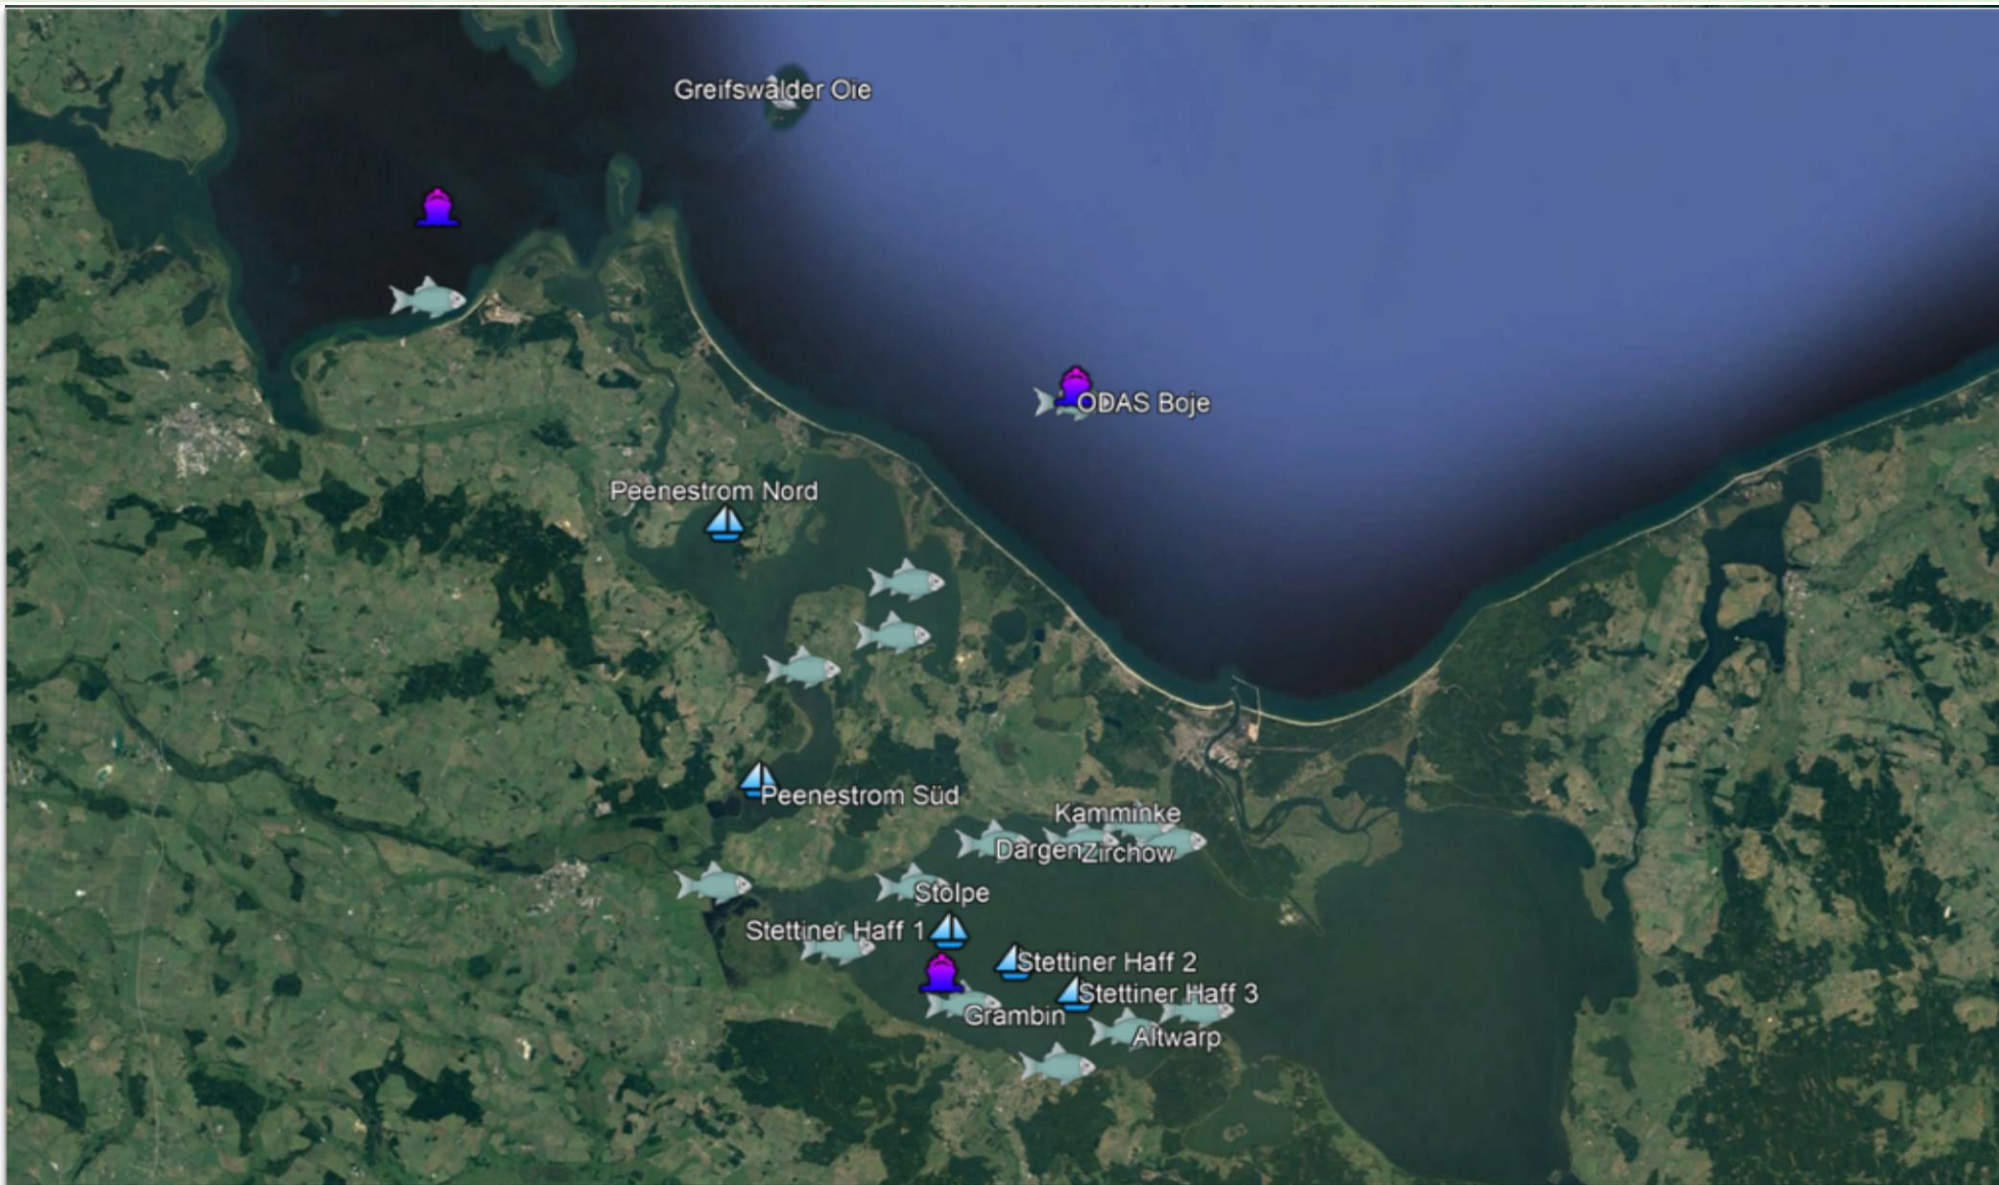 Greifswalder Oie
ODAS Boje
Peenestrom Nord
Peenestrom Süd
Kamminke
Dargen
Zirchow
Stolpe
Stettiner Haff 1
Stettiner Haff 2
Stettiner Haff 3
Grambin
Altwarp